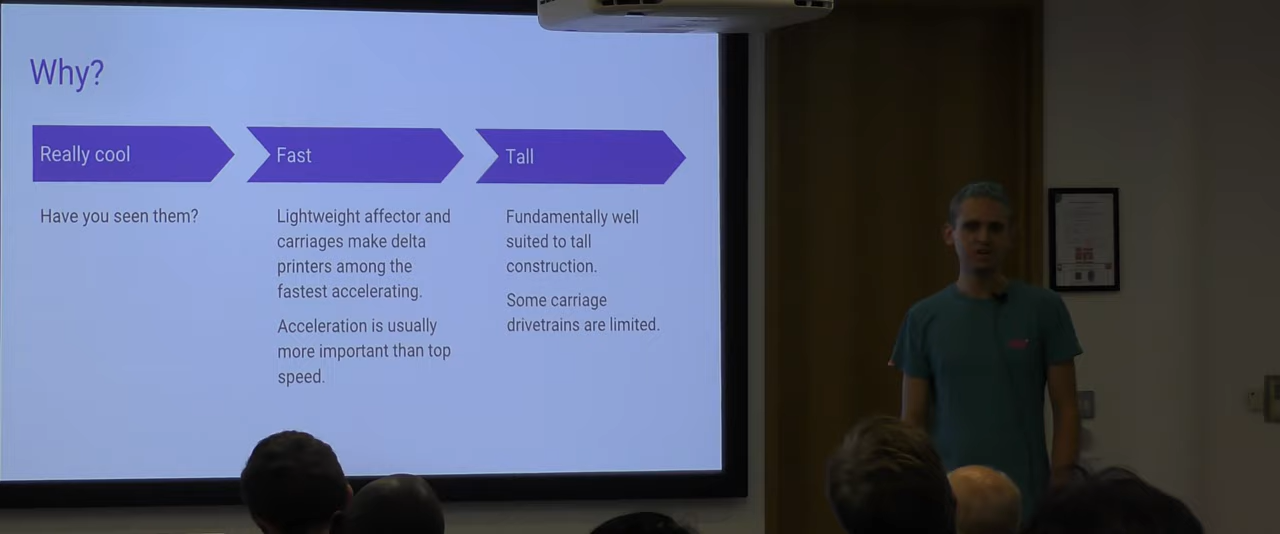 Why?
Really cool
Fast
Tall
Have you seen them?
Lightweight affector and
carriages make delta
printers among the
fastest accelerating.
Acceleration is usually
more important than top
speed.
Fundamentally well
suited to tall
construction.
Some carriage
drivetrains are limited.